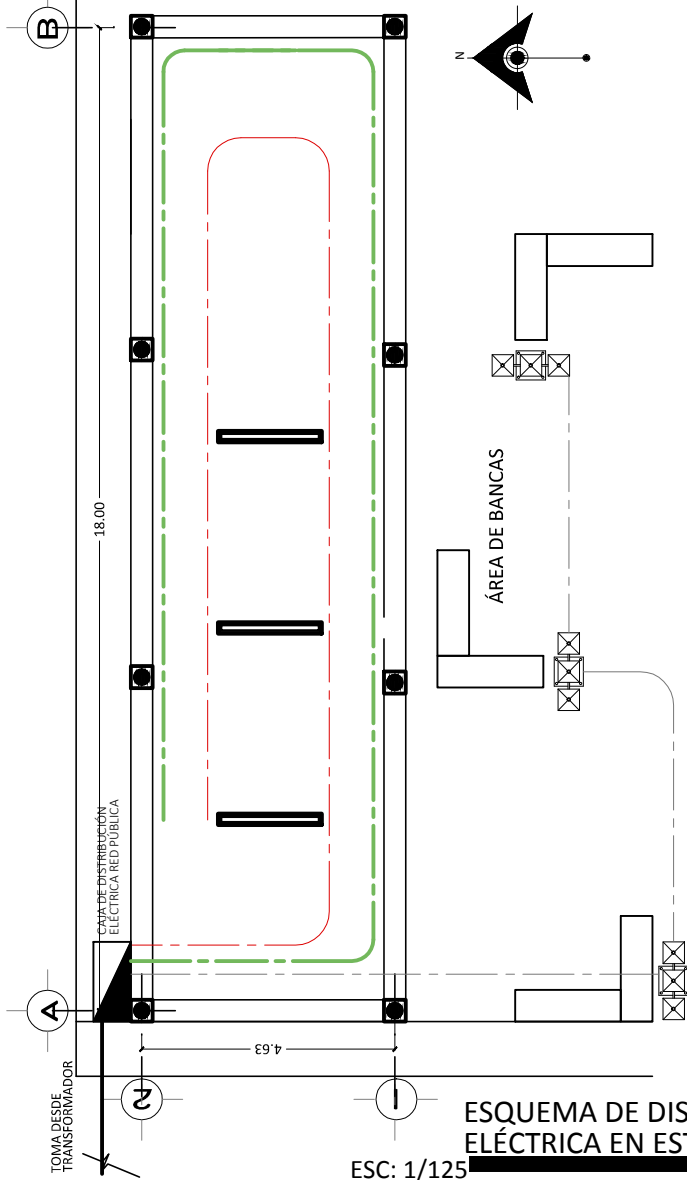 B
N
18.00
ÁREA DE BANCAS
CAJA DE DISTRIBUCIÓN
ELÉCTRICA RED PÚBLICA
A
4.63
TOMA DESDE
TRANSFORMADOR
2
1
ESQUEMA DE DIS
ELÉCTRICA EN EST
ESC: 1/125